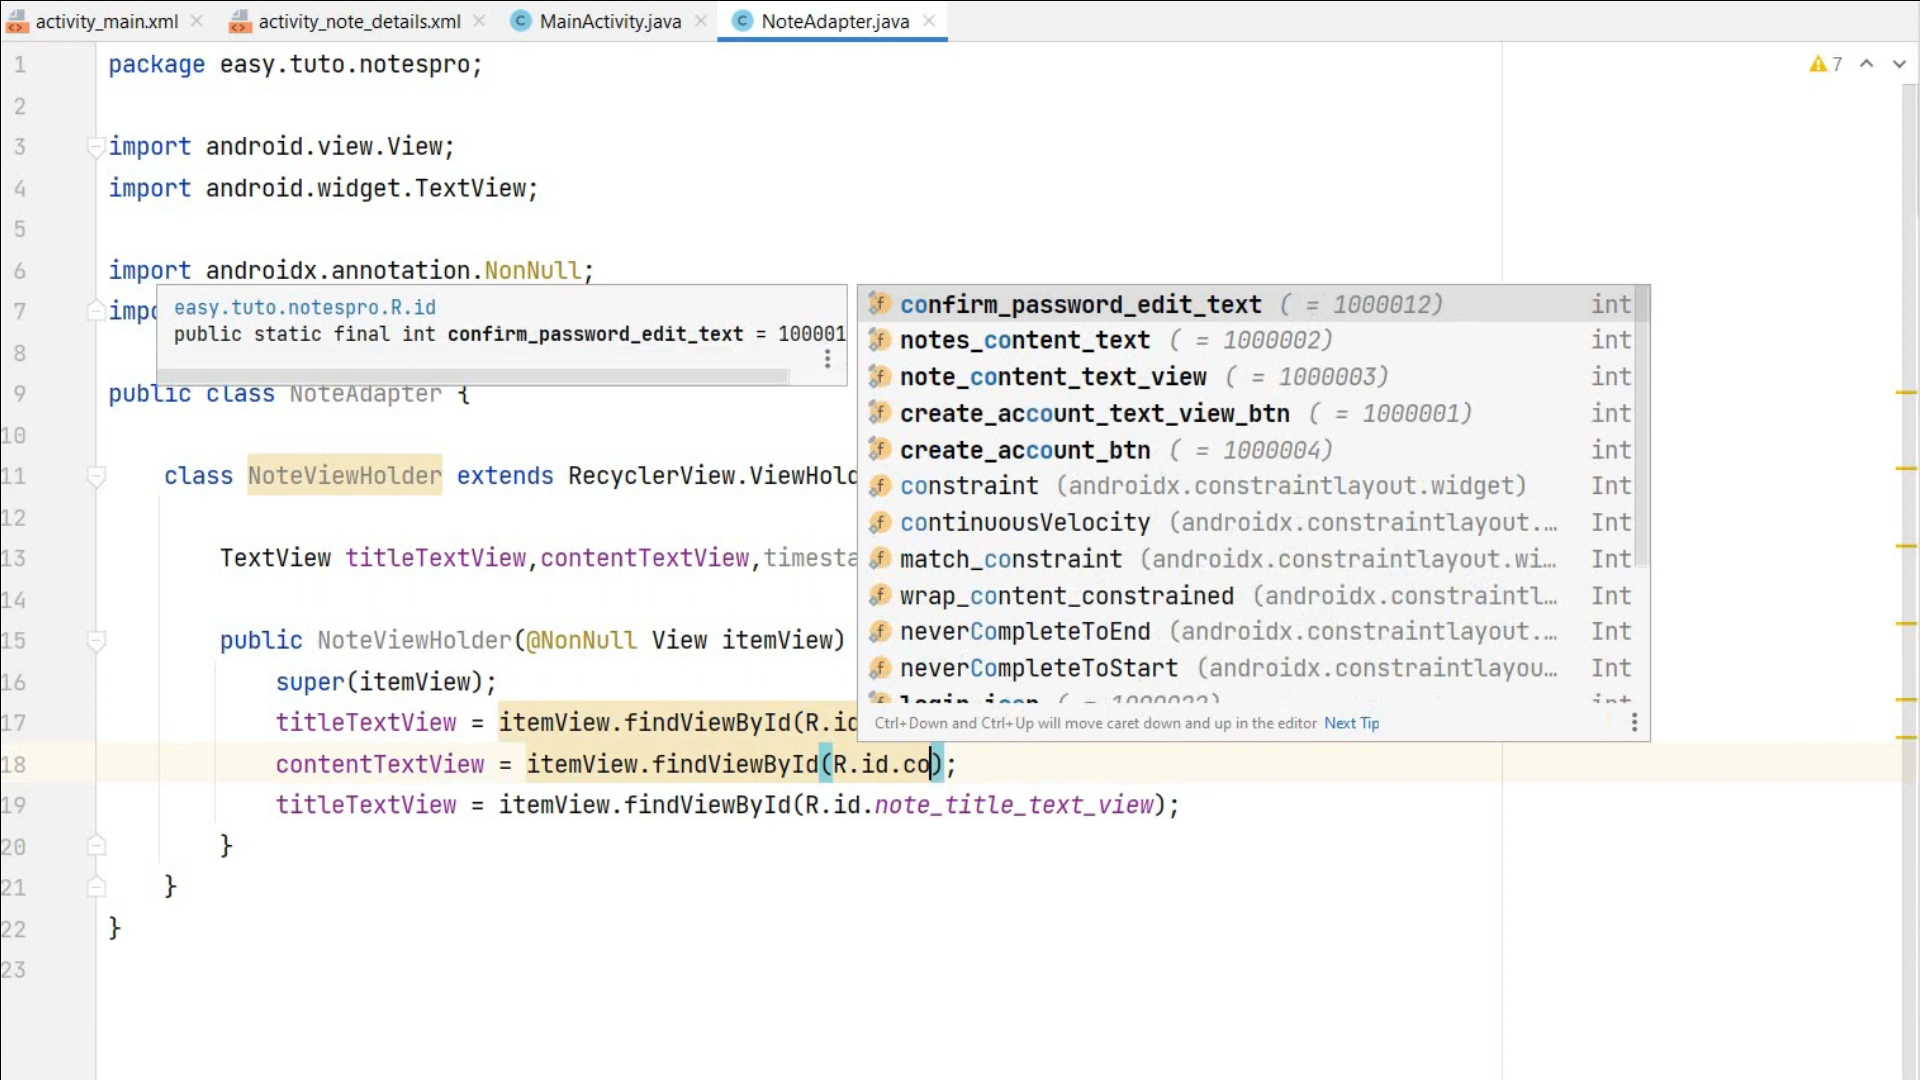 activity_main.xml activity_note_details.xml MainActivity.java NoteAdapter.java
7
1 package easy.tuto.notespro;
2
3 import android.view.View;
4 import android.widget.TextView;
5
6 import androidx.annotation.NonNull;
7 impo
easy.tuto.notespro.R.id
public static final int confirm_password_edit_text = 100001
8
9 public class NoteAdapter {
10
11 class NoteViewHolder extends RecyclerView.ViewHold
12
13 TextView titleTextView,contentTextView,timesta
14
15 public NoteViewHolder(@NonNull View itemView)
16 super(itemView);
17 titleTextView = itemView.findViewById(R.id
confirm_password_edit_text ( = 1000012) int
notes_content_text ( = 1000002) int
note_content_text_view ( = 1000003) int
create_account_text_view_btn ( = 1000001) int
create_account_btn ( = 1000004) int
constraint (androidx.constraintlayout.widget) Int
continuousVelocity (androidx.constraintlayout.… Int
match_constraint (androidx.constraintlayout.wi… Int
wrap_content_constrained (androidx.constraintl… Int
neverCompleteToEnd (androidx.constraintlayout.… Int
neverCompleteToStart (androidx.constraintlayou… Int
Ctrl+Down and Ctrl+Up will move caret down and up in the editor Next Tip
18 contentTextView = itemView.findViewById(R.id.co);
19 titleTextView = itemView.findViewById(R.id.note_title_text_view);
20 }
21 }
22 }
23